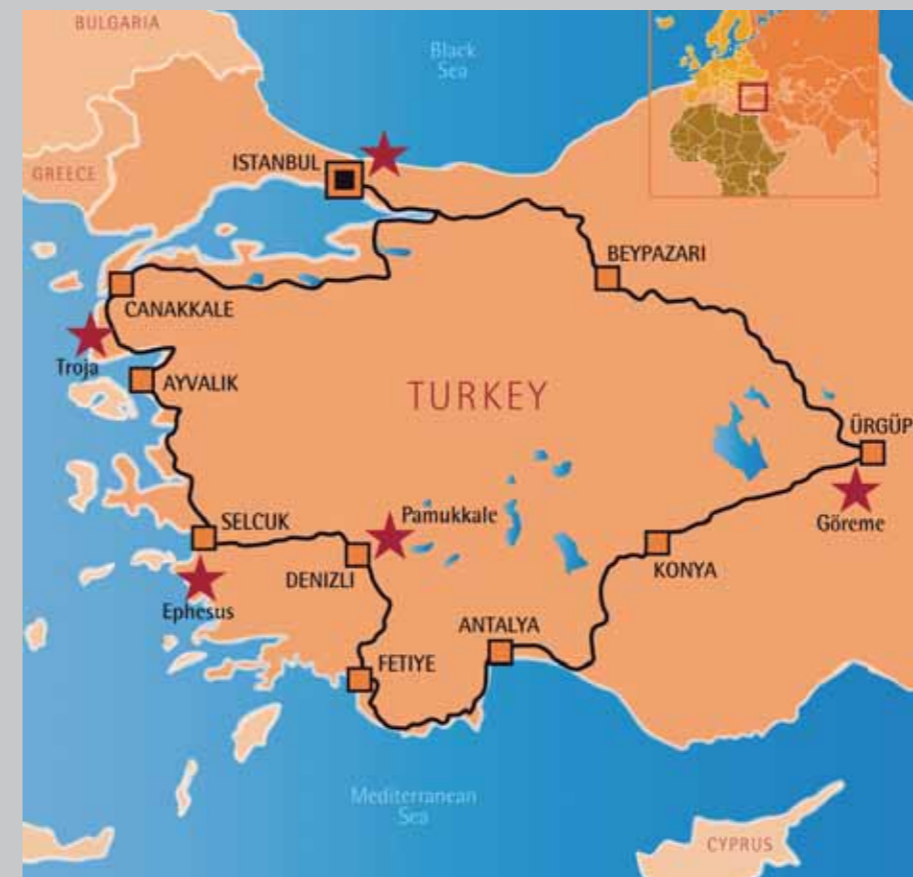 BULGARIA
Black
Sea
ISTANBUL
GREECE
BEYPAZARI
CANAKKALE
Troja
AYVALIK
TURKEY
ÜRGÜP
SELCUK
Pamukkale
Göreme
DENIZLI
KONYA
Ephesus
ANTALYA
FETIYE
Mediterranean
Sea
CYPRUS